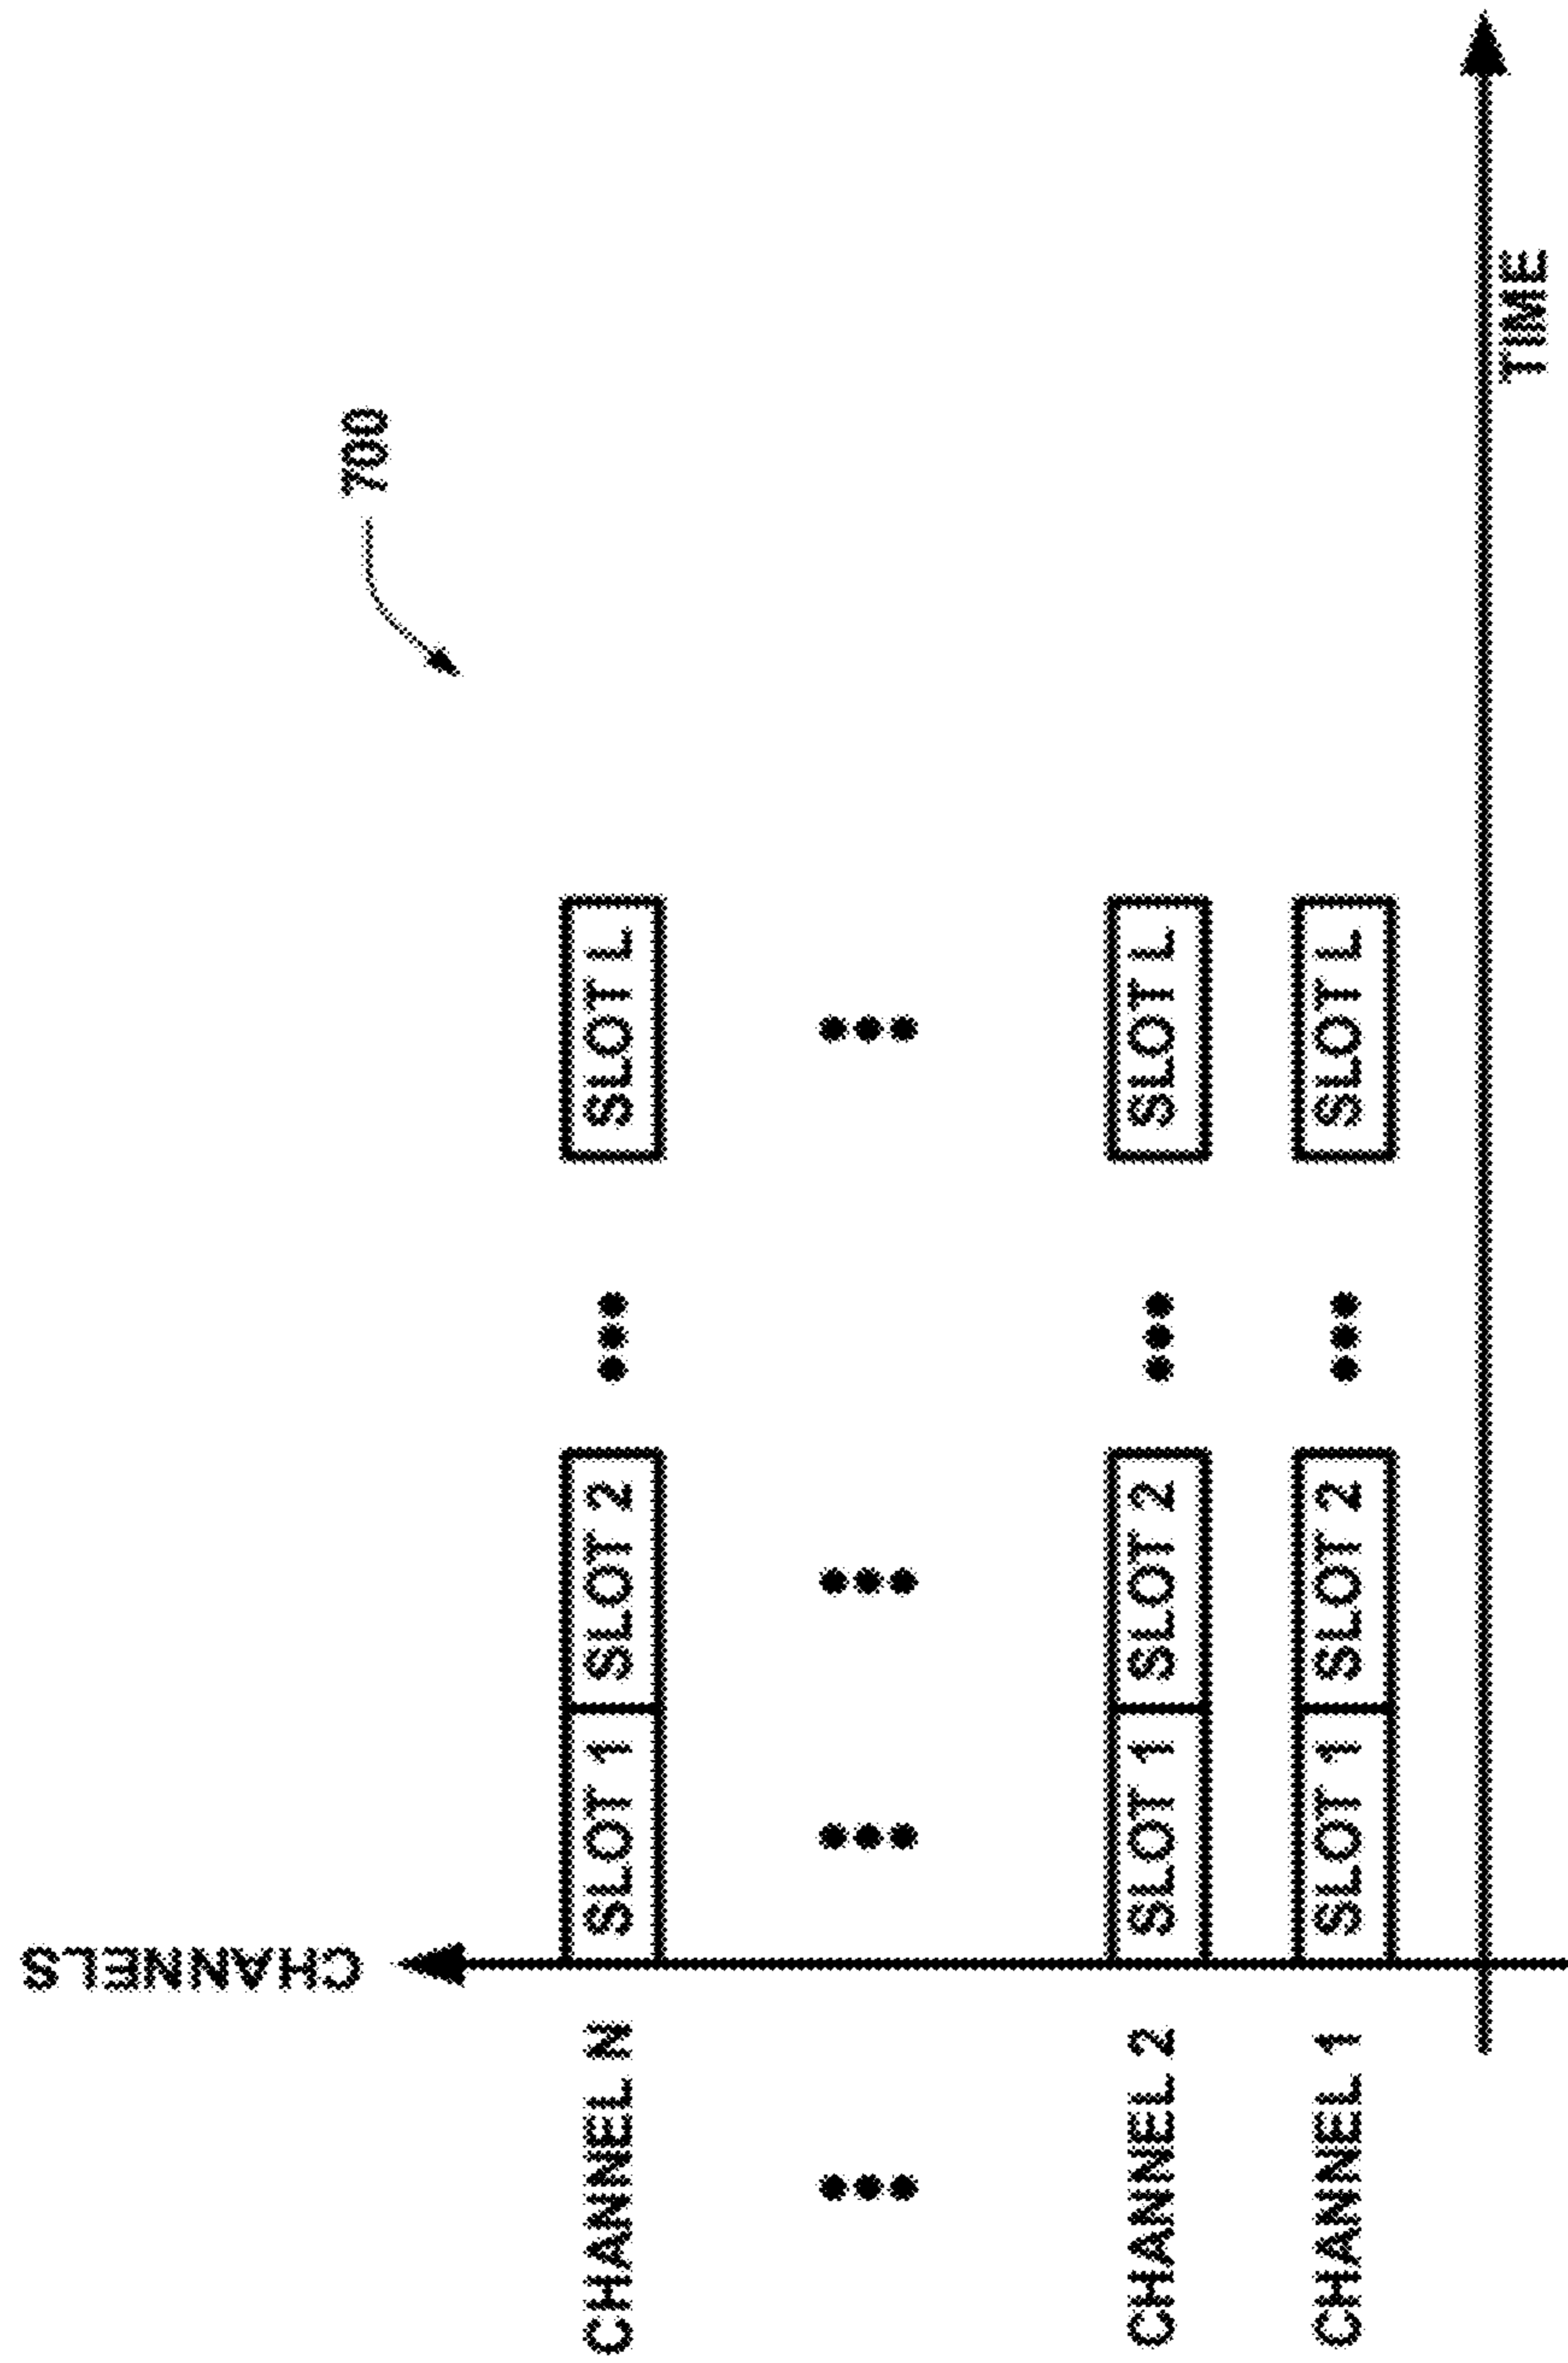 CHANNELS
700
CHANNEL N SLOT 1 SLOT 2 ••• SLOT L
••• ••• ••• •••
CHANNEL 2 SLOT 1 SLOT 2 ••• SLOT L
CHANNEL 1 SLOT 1 SLOT 2 ••• SLOT L
TIME